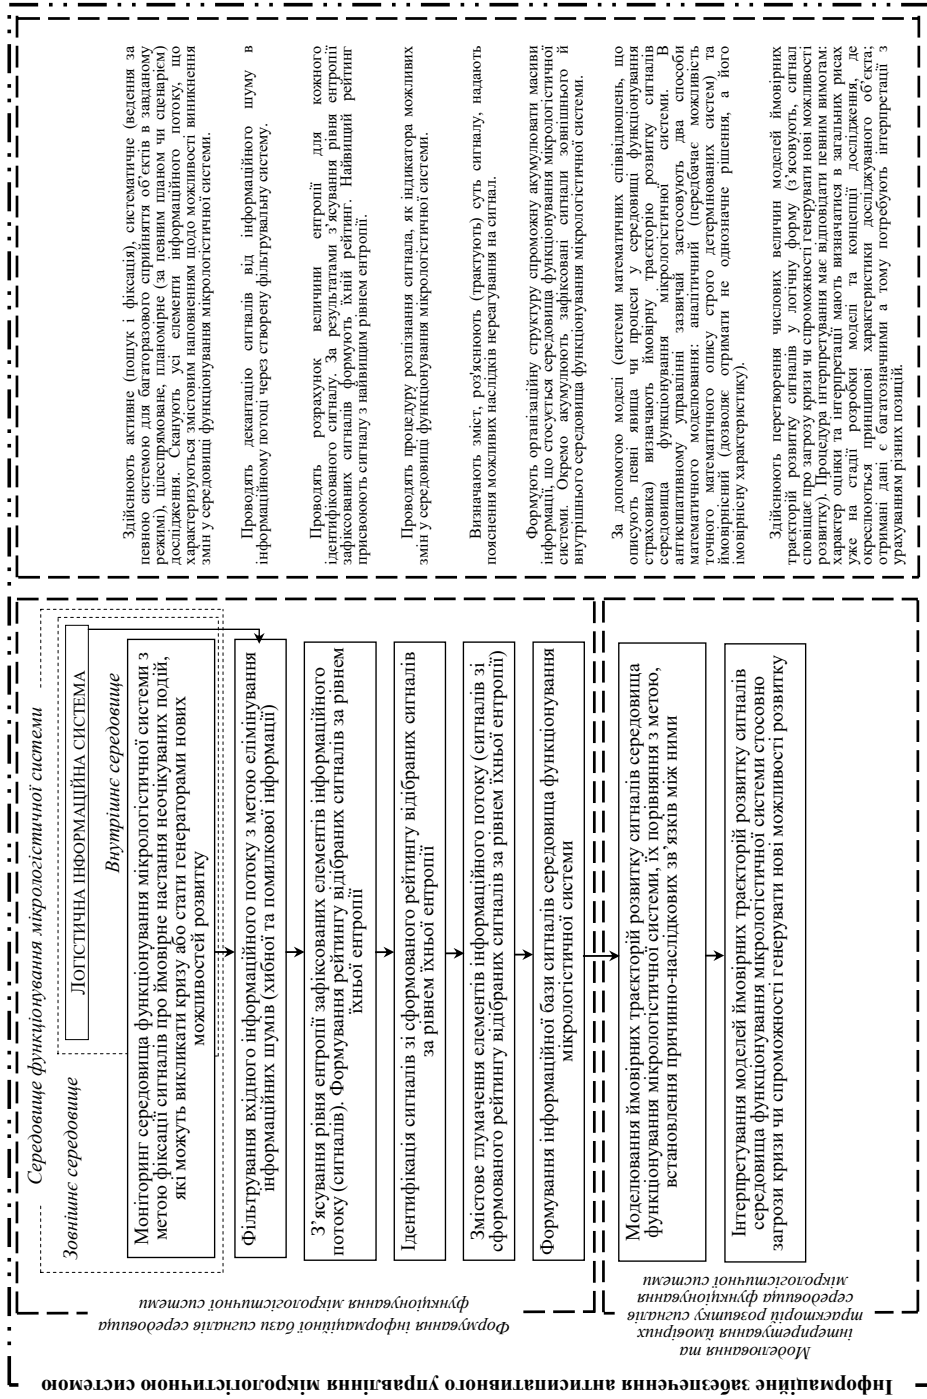 Інформаційне забезпечення антисипативного управління мікрологістичною системою
Формування інформаційної бази сигналів середовища
функціонування мікрологістичної системи
Середовище функціонування мікрологістичної системи
Зовнішнє середовище
ЛОГІСТИЧНА ІНФОРМАЦІЙНА СИСТЕМА
Внутрішнє середовище
Моніторинг середовища функціонування мікрологістичної системи з
метою фіксації сигналів про ймовірне настання неочікуваних подій,
які можуть викликати кризу або стати генераторами нових
можливостей розвитку
Фільтрування вхідного інформаційного потоку з метою елімінування
інформаційних шумів (хибної та помилкової інформації)
З’ясування рівня ентропії зафіксованих елементів інформаційного
потоку (сигналів). Формування рейтингу відібраних сигналів за рівнем
їхньої ентропії
Ідентифікація сигналів зі сформованого рейтингу відібраних сигналів
за рівнем їхньої ентропії
Змістове тлумачення елементів інформаційного потоку (сигналів зі
сформованого рейтингу відібраних сигналів за рівнем їхньої ентропії)
Формування інформаційної бази сигналів середовища функціонування
мікрологістичної системи
Моделювання та
інтерпретування ймовірних
траєкторій розвитку сигналів
середовища функціонування
мікрологістичної системи
Моделювання ймовірних траєкторій розвитку сигналів середовища
функціонування мікрологістичної системи, їх порівняння з метою,
встановлення причинно-наслідкових зв’язків між ними
Інтерпретування моделей ймовірних траєкторій розвитку сигналів
середовища функціонування мікрологістичної системи стосовно
загрози кризи чи спроможності генерувати нові можливості розвитку
Здійснюють активне (пошук і фіксація), систематичне (ведення за
певною системою для багаторазового сприйняття об’єктів в завданому
режимі), цілеспрямоване, планомірне (за певним планом чи сценарієм)
дослідження. Сканують усі елементи інформаційного потоку, що
характеризуються змістовим наповненням щодо можливості виникнення
змін у середовищі функціонування мікрологістичної системи.
Проводять декантацію сигналів від інформаційного шуму в
інформаційному потоці через створену фільтрувальну систему.
Проводять розрахунок величини ентропії для кожного
ідентифікованого сигналу. За результатами з’ясування рівня ентропії
зафіксованих сигналів формують їхній рейтинг. Найвищий рейтинг
присвоюють сигналу з найвищим рівнем ентропії.
Проводять процедуру розпізнання сигнала, як індикатора можливих
змін у середовищі функціонування мікрологістичної системи.
Визначають зміст, роз'яснюють (трактують) суть сигналу, надають
пояснення можливих наслідків нереагування на сигнал.
Формують організаційну структуру спроможну акумулювати масиви
інформації, що стосується середовища функціонування мікрологістичної
системи. Окремо акумулюють зафіксовані сигнали зовнішнього й
внутрішнього середовища функціонування мікрологістичної системи.
За допомогою моделі (системи математичних співвідношень, що
описують певні явища чи процеси у середовищі функціонування
страховика) визначають ймовірну траєкторію розвитку сигналів
середовища функціонування мікрологістичної системи. В
антисипативному управлінні зазвичай застосовують два способи
математичного моделювання: аналітичний (передбачає можливість
точного математичного опису строго детермінованих систем) та
ймовірнісний (дозволяє отримати не однозначне рішення, а його
імовірнісну характеристику).
Здійснюють перетворення числових величин моделей ймовірних
траєкторій розвитку сигналів у логічну форму (з’ясовують, сигнал
сповіщає про загрозу кризи чи спроможності генерувати нові можливості
розвитку). Процедура інтерпретування має відповідати певним вимогам:
характер оцінки та інтерпретації мають визначатися в загальних рисах
уже на стадії розробки моделі та концепції дослідження, де
окреслюються принципові характеристики досліджуваного об’єкта;
отримані дані є багатозначними а тому потребують інтерпретації з
урахуванням різних позицій.